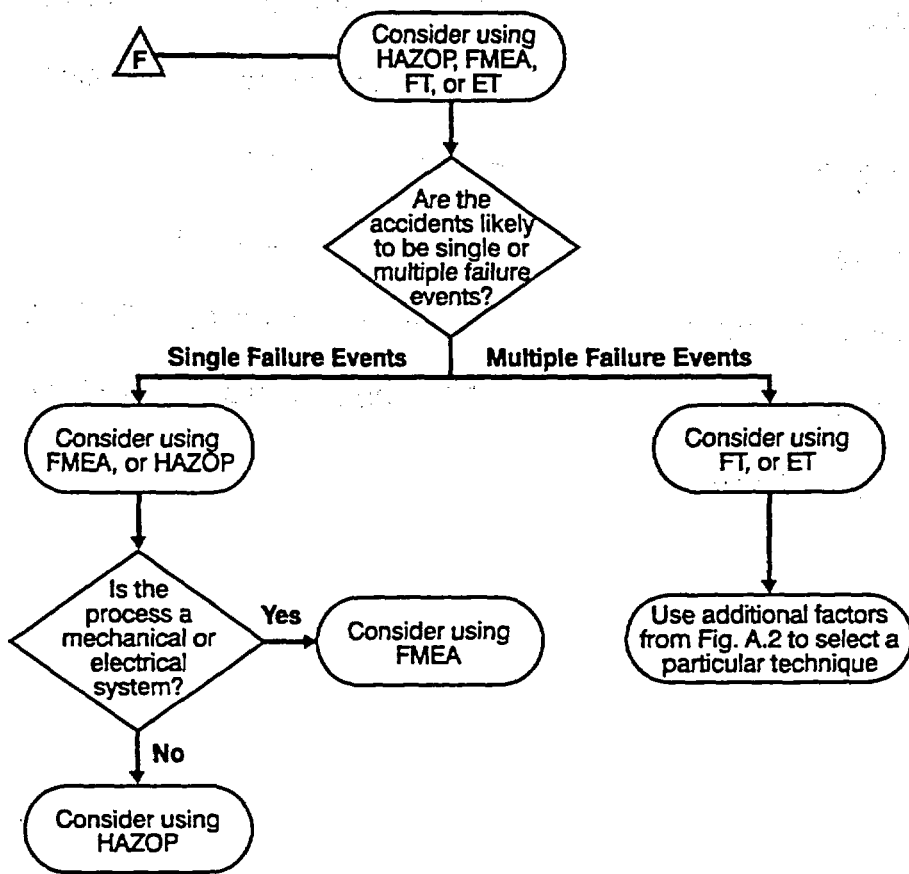 F
Consider using
HAZOP, FMEA,
FT, or ET
Are the
accidents likely
to be single or
multiple failure
events?
Single Failure Events
Multiple Failure Events
Consider using
FMEA, or HAZOP
Consider using
FT, or ET
Is the
process a
mechanical or
electrical
system?
Yes
Consider using
FMEA
Use additional factors
from Fig. A.2 to select a
particular technique
No
Consider using
HAZOP